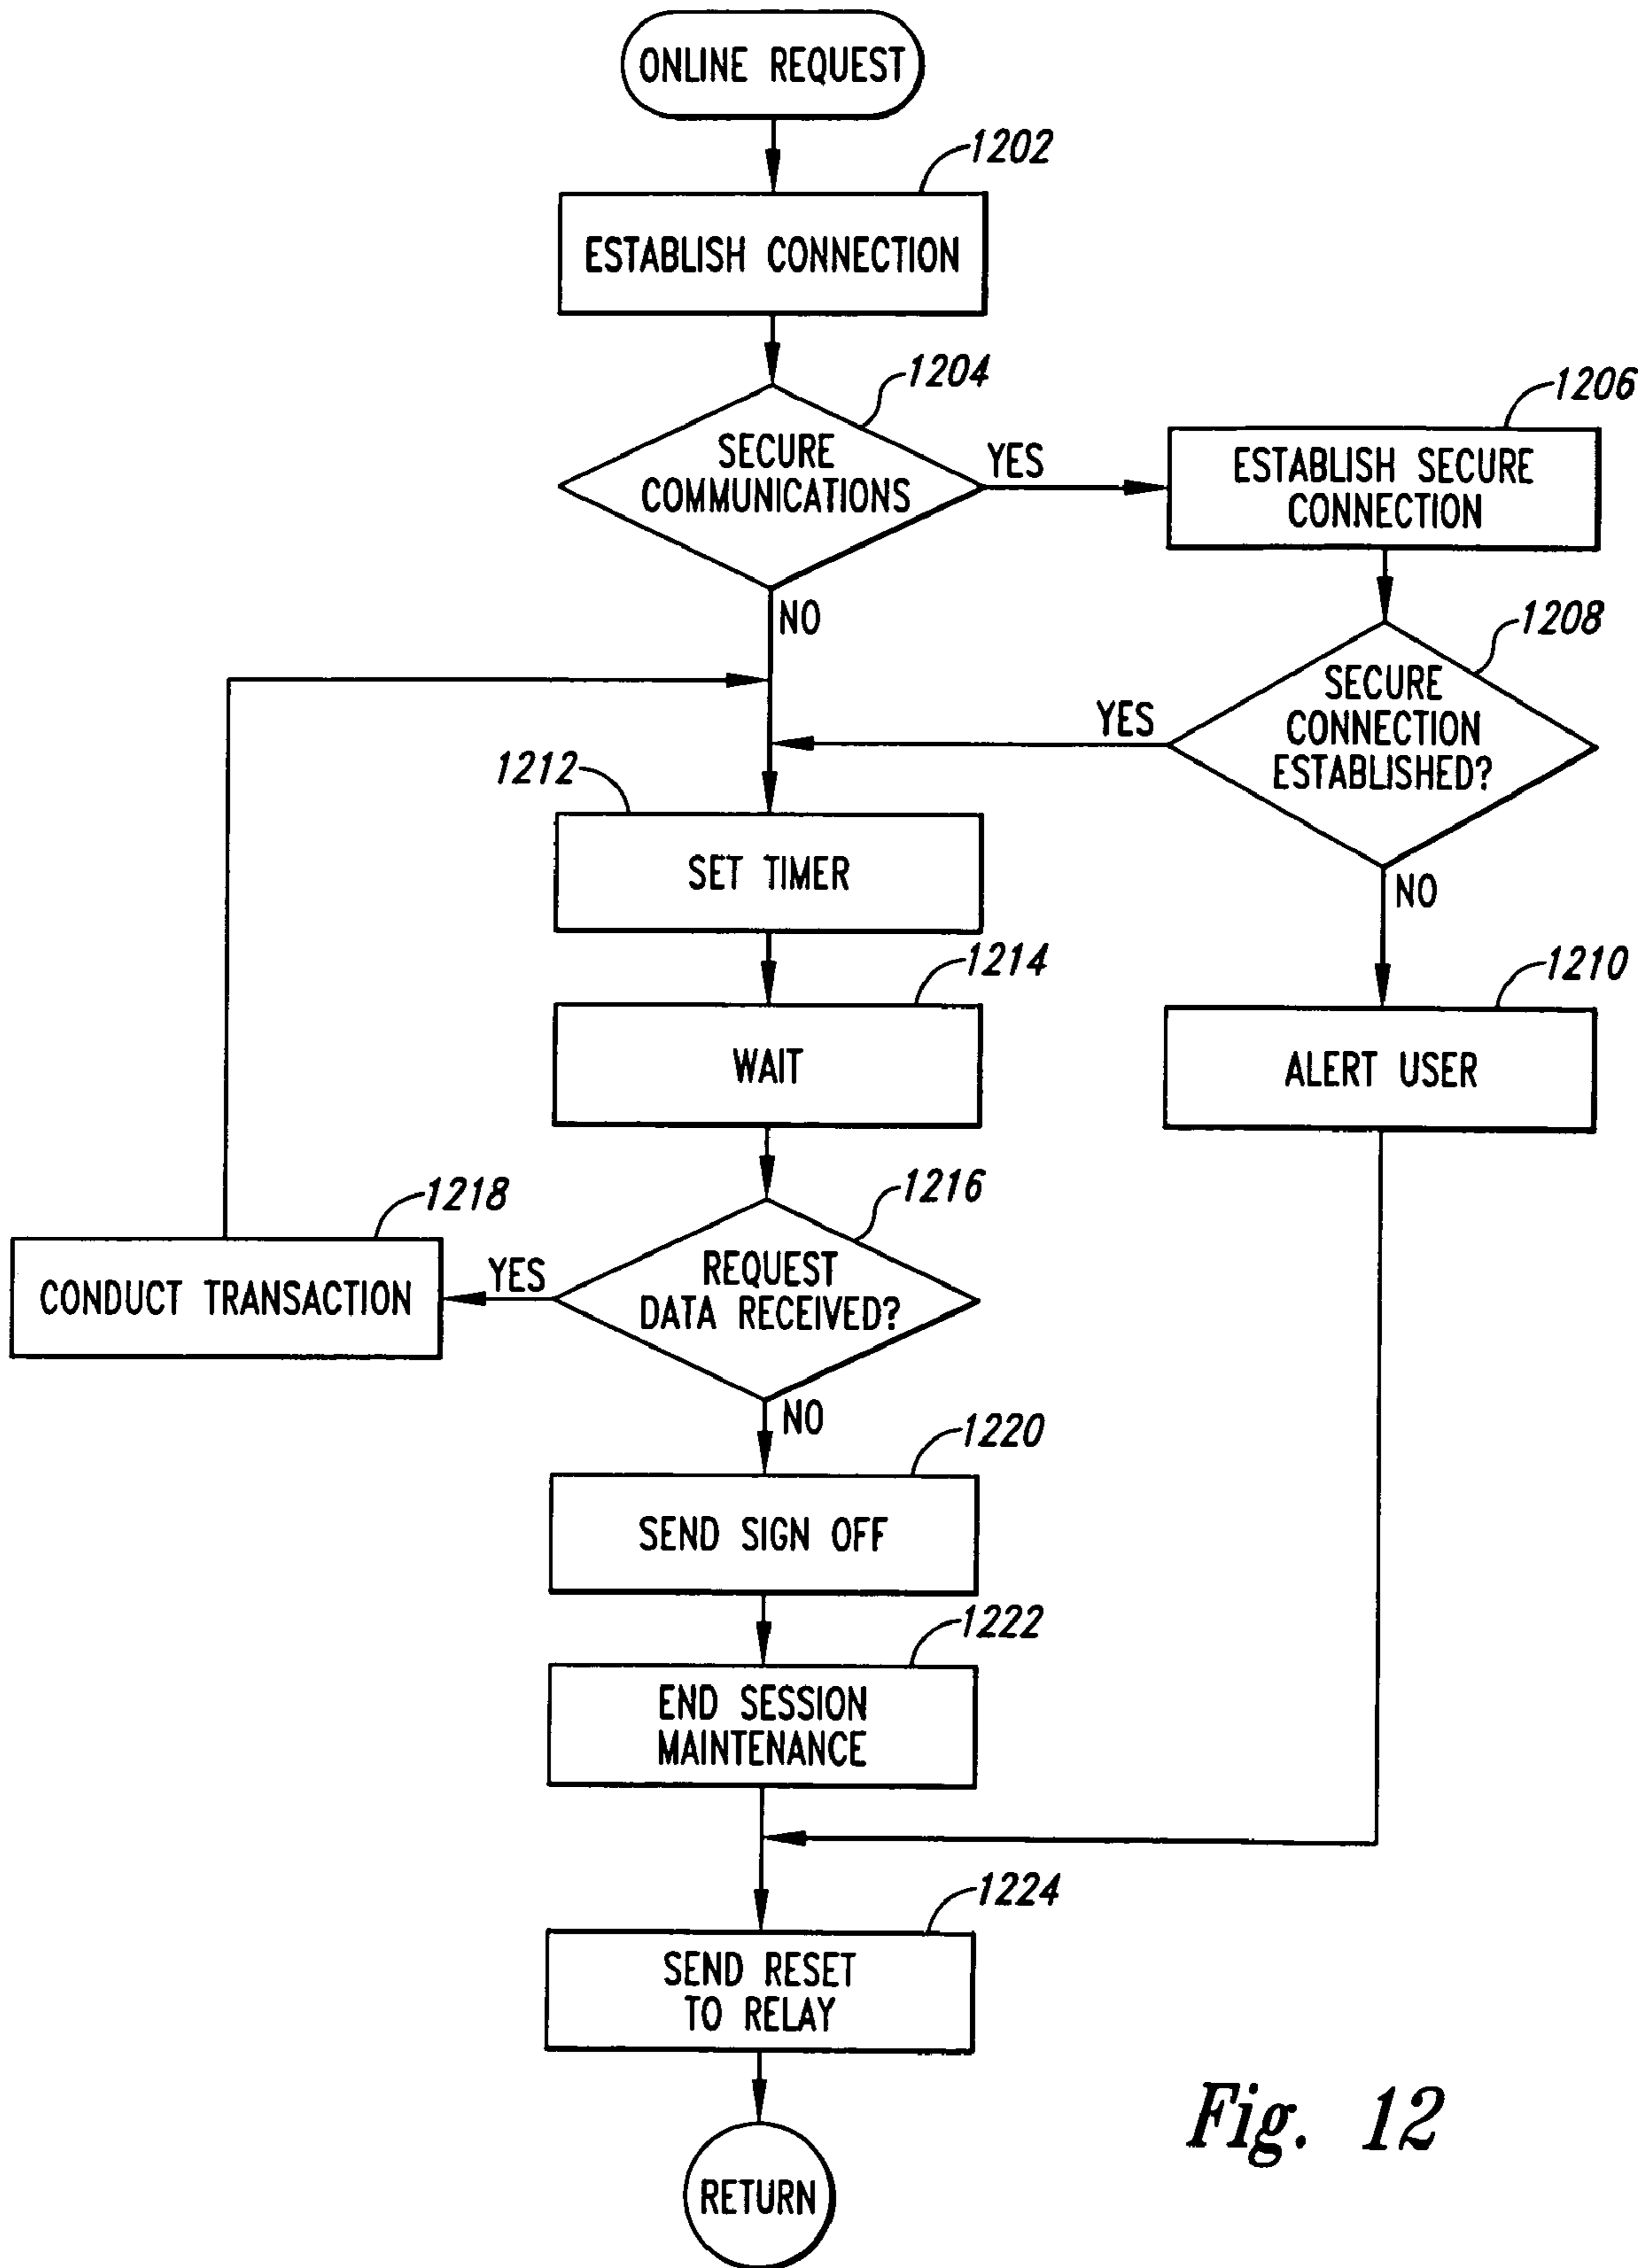 ONLINE REQUEST
1202
ESTABLISH CONNECTION
1204
SECURE
COMMUNICATIONS
YES
1206
ESTABLISH SECURE
CONNECTION
NO
1208
SECURE
CONNECTION
ESTABLISHED?
YES
NO
1212
SET TIMER
1214
WAIT
1210
ALERT USER
1216
REQUEST
DATA RECEIVED?
YES
1218
CONDUCT TRANSACTION
NO
1220
SEND SIGN OFF
1222
END SESSION
MAINTENANCE
1224
SEND RESET
TO RELAY
RETURN
Fig. 12